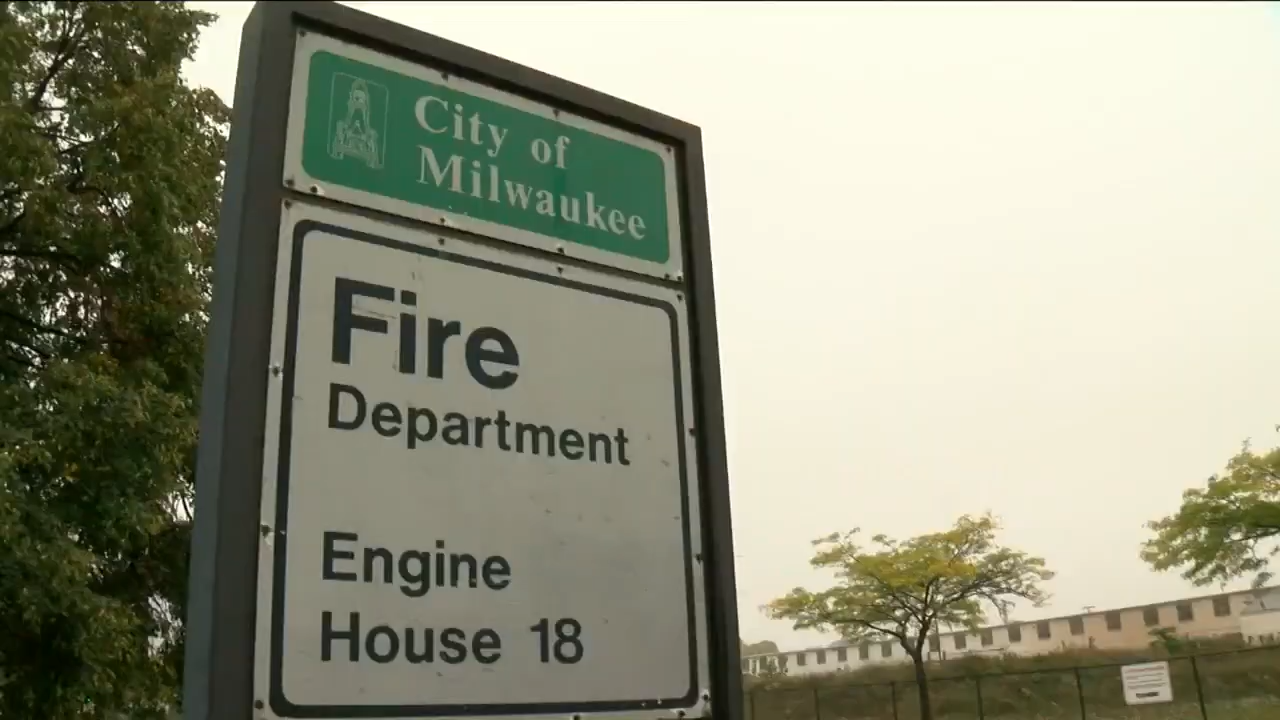 City of
Milwaukee
Fire
Department
Engine
House 18